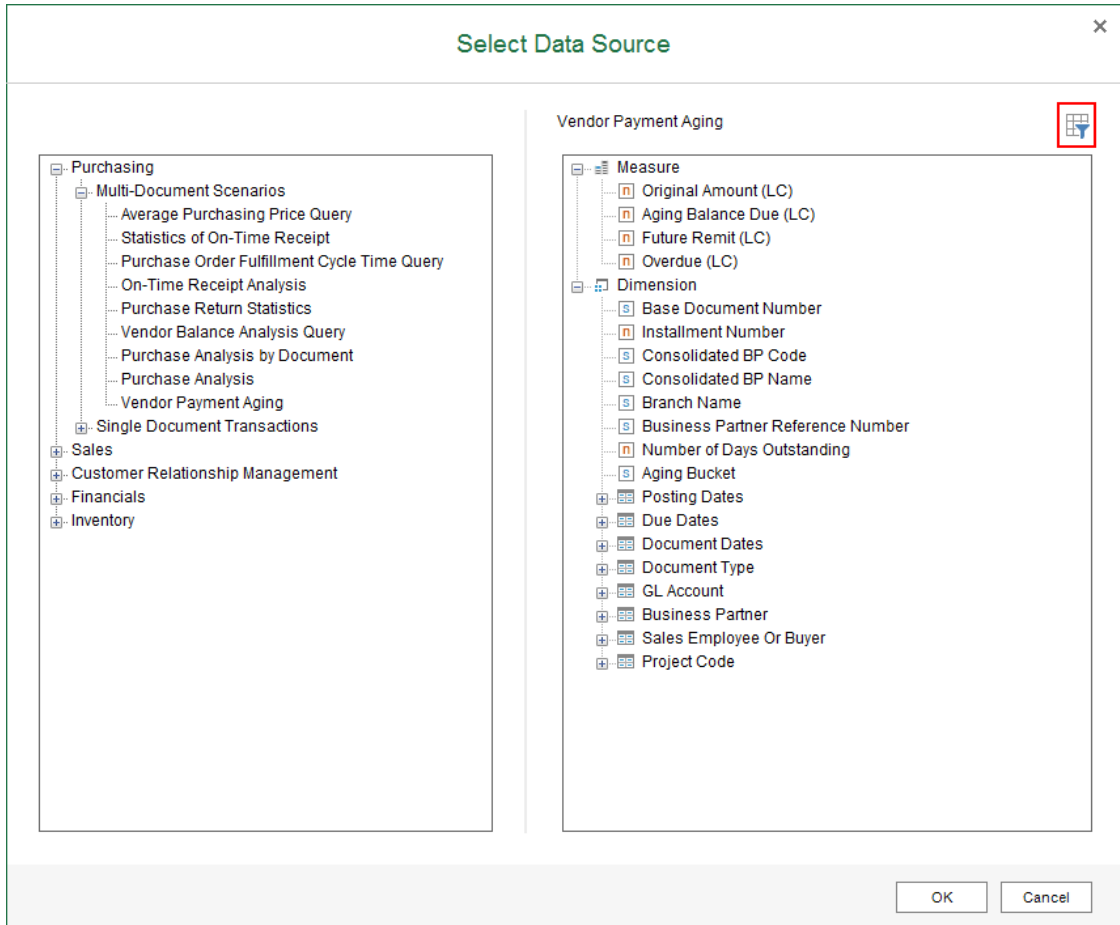 Select Data Source
Purchasing
Multi-Document Scenarios
Average Purchasing Price Query
Statistics of On-Time Receipt
Purchase Order Fulfillment Cycle Time Query
On-Time Receipt Analysis
Purchase Return Statistics
Vendor Balance Analysis Query
Purchase Analysis by Document
Purchase Analysis
Vendor Payment Aging
Single Document Transactions
Sales
Customer Relationship Management
Financials
Inventory
Vendor Payment Aging
Measure
n Original Amount (LC)
n Aging Balance Due (LC)
n Future Remit (LC)
n Overdue (LC)
Dimension
s Base Document Number
n Installment Number
s Consolidated BP Code
s Consolidated BP Name
s Branch Name
s Business Partner Reference Number
n Number of Days Outstanding
s Aging Bucket
Posting Dates
Due Dates
Document Dates
Document Type
GL Account
Business Partner
Sales Employee Or Buyer
Project Code
OK
Cancel